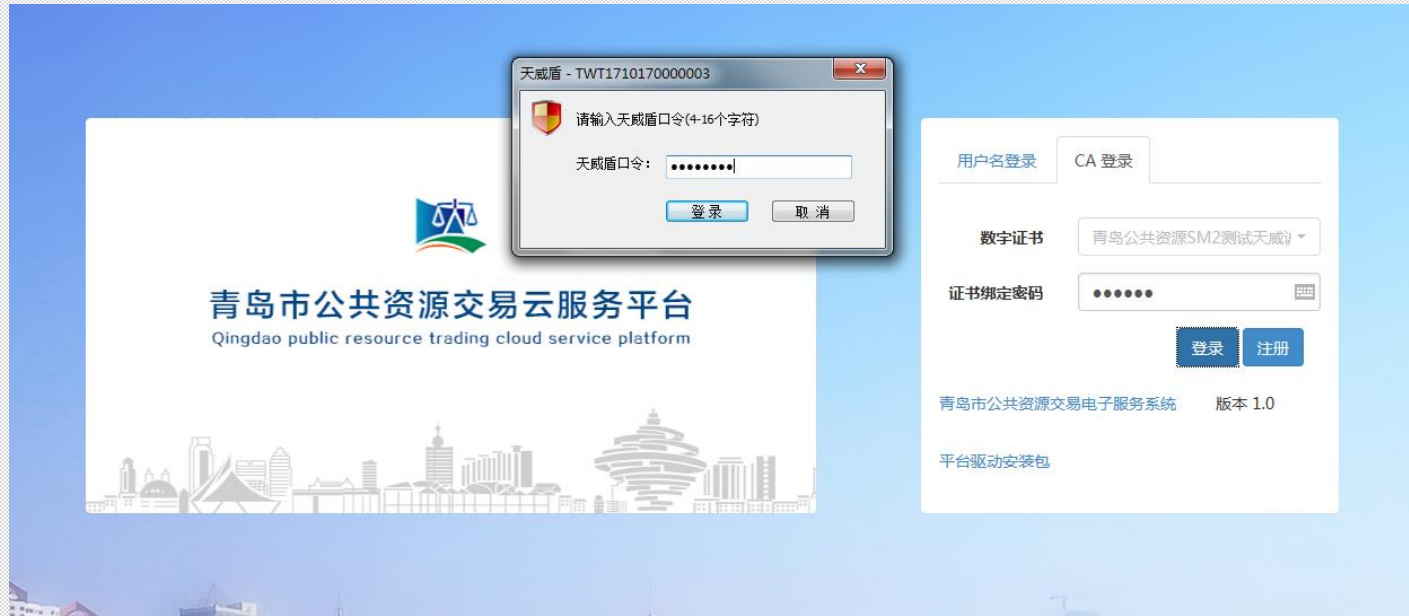 天威盾 - TWT1710170000003
请输入天威盾口令(4-16个字符)
天威盾口令：
登录 取消
青岛市公共资源交易云服务平台
Qingdao public resource trading cloud service platform
用户名登录 CA 登录
数字证书 青岛公共资源SM2测试天威
证书绑定密码
登录 注册
青岛市公共资源交易电子服务系统 版本 1.0
平台驱动安装包